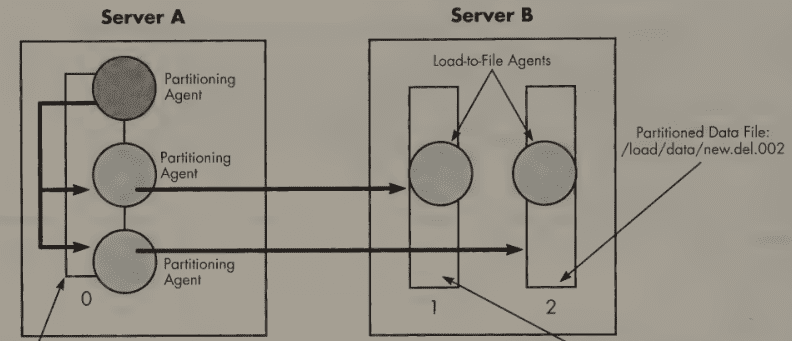 Server A
Server B
Partitioning
Agent
Load-to-File Agents
Partitioned Data File:
/load/data/new.del.002
Partitioning
Agent
Partitioning
Agent
0
1
2